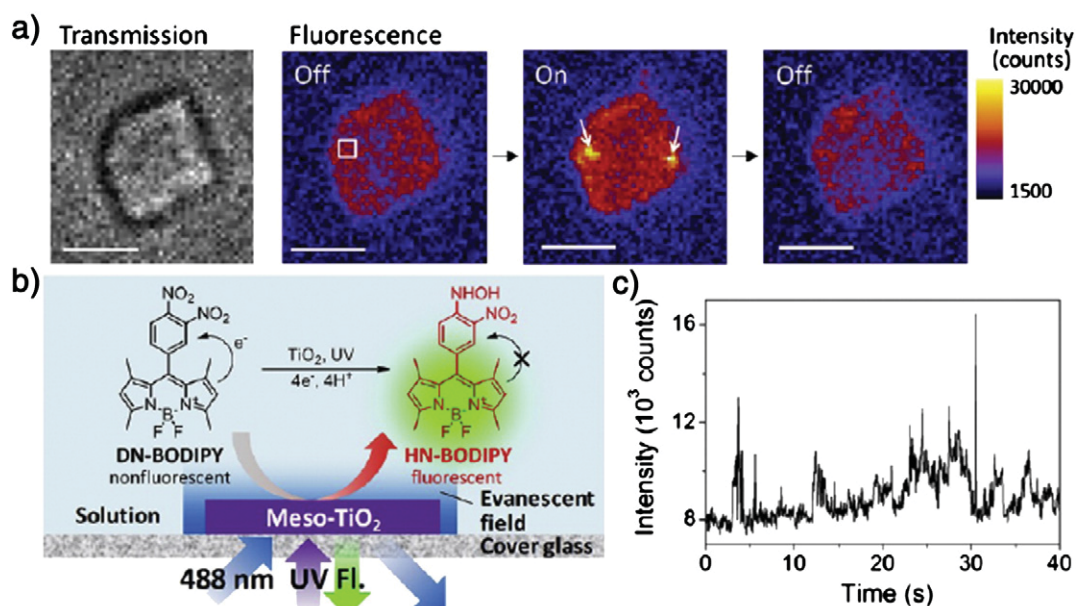 a)
Transmission
Fluorescence
Off
On
Off
Intensity
(counts)
30000
1500
b)
NO₂
NO₂
e⁻
N
B⁻
N⁺
F F
DN-BODIPY
nonfluorescent
TiO₂, UV
4e⁻, 4H⁺
NHOH
NO₂
N
B⁻
N⁺
F F
HN-BODIPY
fluorescent
Evanescent
field
Solution
Meso-TiO₂
Cover glass
488 nm UV Fl.
c)
Intensity (10³ counts)
16
12
8
0 10 20 30 40
Time (s)